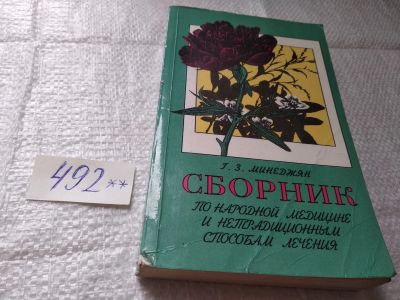 492**
Г. З. МИНЕДЖЯН
СБОРНИК
ПО НАРОДНОЙ МЕДИЦИНЕ
И НЕТРАДИЦИОННЫМ
СПОСОБАМ ЛЕЧЕНИЯ